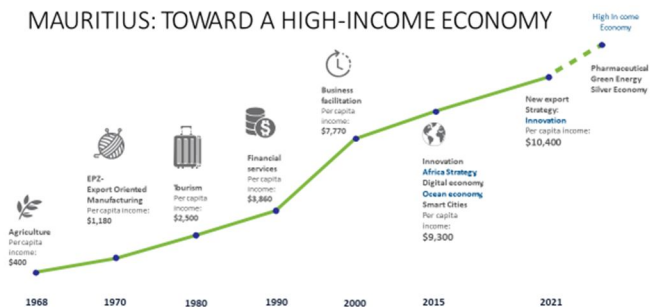 MAURITIUS: TOWARD A HIGH-INCOME ECONOMY
High In come
Economy
Pharmaceutical
Green Energy
Silver Economy
Business
facilitation
Per capita
income:
$7,770
New export
Strategy:
Innovation
Per capita income:
$10,400
Financial
services
Per capita
income:
$3,860
Innovation
Africa Strategy
Digital economy
Ocean economy
Smart Cities
Per capita
income:
$9,300
EPZ-
Export Oriented
Manufacturing
Per capita income:
$1,180
Tourism
Per capita
income:
$2,500
Agriculture
Per capita
income:
$400
1968 1970 1980 1990 2000 2015 2021